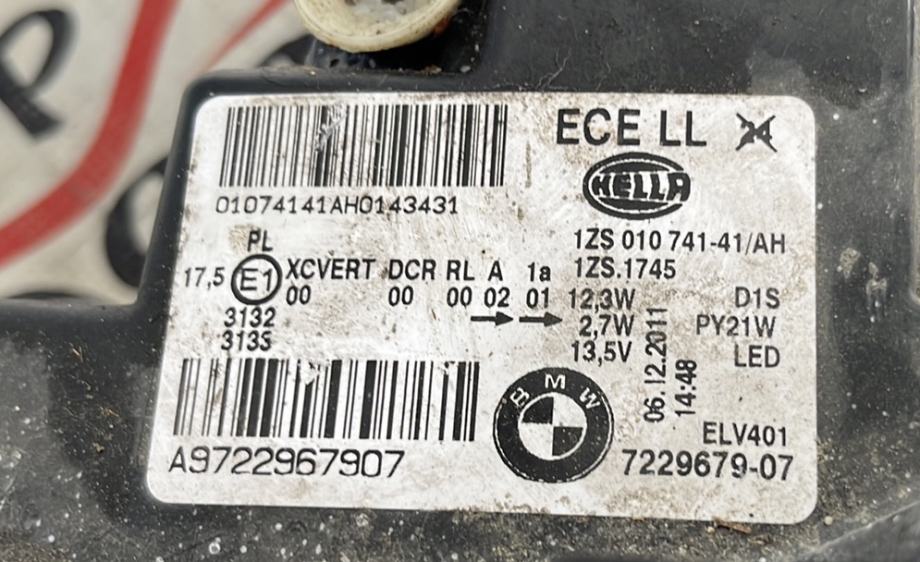 ECE LL 24
HELLA
01074141AH0143431
1ZS 010 741-41/AH
1ZS.1745
PL
17,5 E1 XCVERT DCR RL A 1a
00 00 00 02 01
3132
3135
12,3W D1S
2,7W PY21W
13,5V LED
06.12.2011
14:48
BMW
ELV401
A9722967907
7229679-07